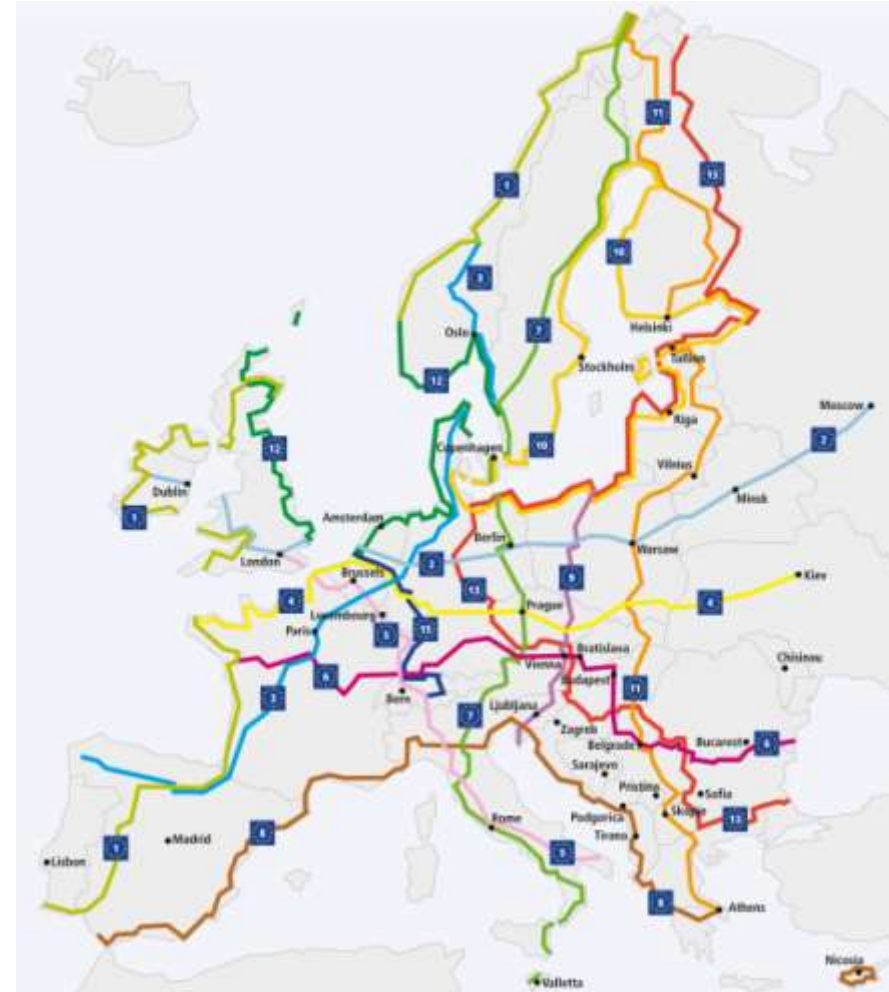 11
13
1
10
3
Oslo
Helsinki
7
Tallinn
Stockholm
12
Riga
Moscow
12
10
2
Copenhagen
Vilnius
Dublin
Minsk
1
Amsterdam
Berlin
Warsaw
London
2
Brussels
9
Kiev
13
4
4
Luxembourg
Prague
Paris
5
15
Bratislava
Vienna
Chisinau
6
Budapest
3
Bern
11
7
Ljubljana
Zagreb
Belgrade
Bucarest
6
Sarajevo
Pristina
Sofia
Rome
Podgorica
Skopje
13
8
Madrid
Tirana
1
Lisbon
5
8
Athens
Nicosia
Valletta